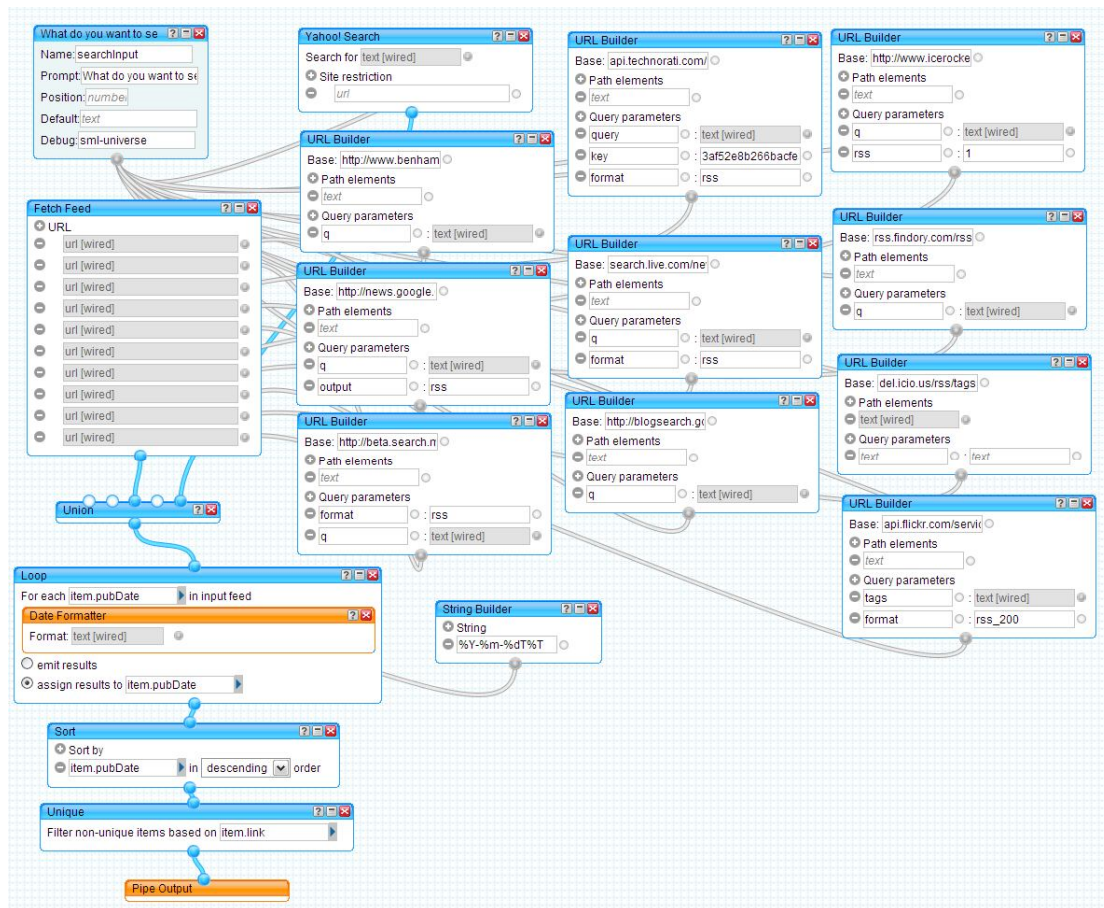 What do you want to se
Name: searchInput
Prompt: What do you want to se
Position: number
Default: text
Debug: sml-universe
Yahoo! Search
Search for text [wired]
Site restriction
url
URL Builder
Base: http://www.benham
Path elements
text
Query parameters
q : text [wired]
URL Builder
Base: http://news.google.
Path elements
text
Query parameters
q : text [wired]
output : rss
URL Builder
Base: http://beta.search.n
Path elements
text
Query parameters
format : rss
q : text [wired]
URL Builder
Base: api.technorati.com/
Path elements
text
Query parameters
query : text [wired]
key : 3af52e8b266bacfe
format : rss
URL Builder
Base: search.live.com/ne
Path elements
text
Query parameters
q : text [wired]
format : rss
URL Builder
Base: http://blogsearch.go
Path elements
text
Query parameters
q : text [wired]
URL Builder
Base: http://www.icerocke
Path elements
text
Query parameters
q : text [wired]
rss : 1
URL Builder
Base: rss.findory.com/rss
Path elements
text
Query parameters
q : text [wired]
URL Builder
Base: del.icio.us/rss/tags
Path elements
text [wired]
Query parameters
text : text
URL Builder
Base: api.flickr.com/servic
Path elements
text
Query parameters
tags : text [wired]
format : rss_200
Fetch Feed
URL
url [wired]
url [wired]
url [wired]
url [wired]
url [wired]
url [wired]
url [wired]
url [wired]
url [wired]
url [wired]
Union
Loop
For each item.pubDate in input feed
Date Formatter
Format: text [wired]
emit results
assign results to item.pubDate
String Builder
String
%Y-%m-%dT%T
Sort
Sort by
item.pubDate in descending order
Unique
Filter non-unique items based on item.link
Pipe Output